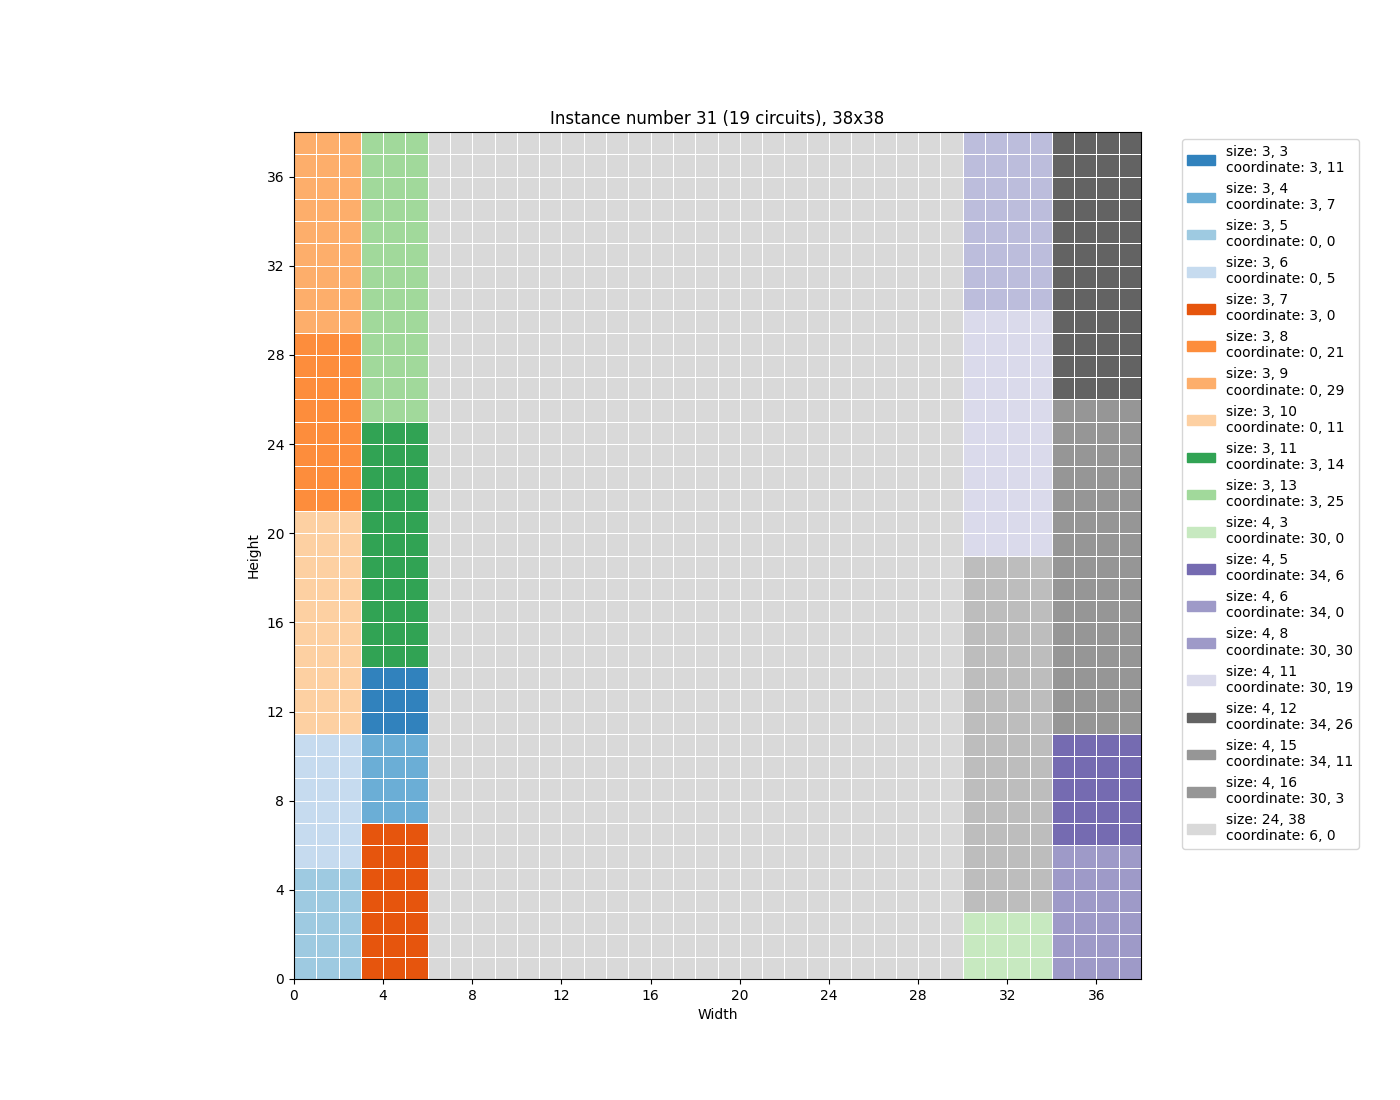 Instance number 31 (19 circuits), 38x38
36
32
28
24
20
16
12
8
4
0
Height
0 4 8 12 16 20 24 28 32 36
Width
size: 3, 3
coordinate: 3, 11
size: 3, 4
coordinate: 3, 7
size: 3, 5
coordinate: 0, 0
size: 3, 6
coordinate: 0, 5
size: 3, 7
coordinate: 3, 0
size: 3, 8
coordinate: 0, 21
size: 3, 9
coordinate: 0, 29
size: 3, 10
coordinate: 0, 11
size: 3, 11
coordinate: 3, 14
size: 3, 13
coordinate: 3, 25
size: 4, 3
coordinate: 30, 0
size: 4, 5
coordinate: 34, 6
size: 4, 6
coordinate: 34, 0
size: 4, 8
coordinate: 30, 30
size: 4, 11
coordinate: 30, 19
size: 4, 12
coordinate: 34, 26
size: 4, 15
coordinate: 34, 11
size: 4, 16
coordinate: 30, 3
size: 24, 38
coordinate: 6, 0